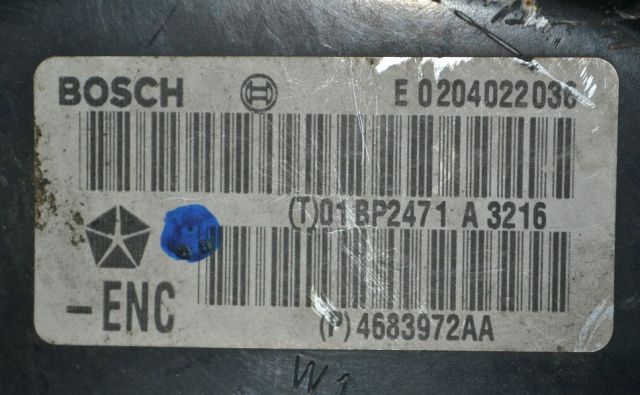 BOSCH E 0204022036
(T)01BP2471 A 3216
-ENC
(P)4683972AA
W1